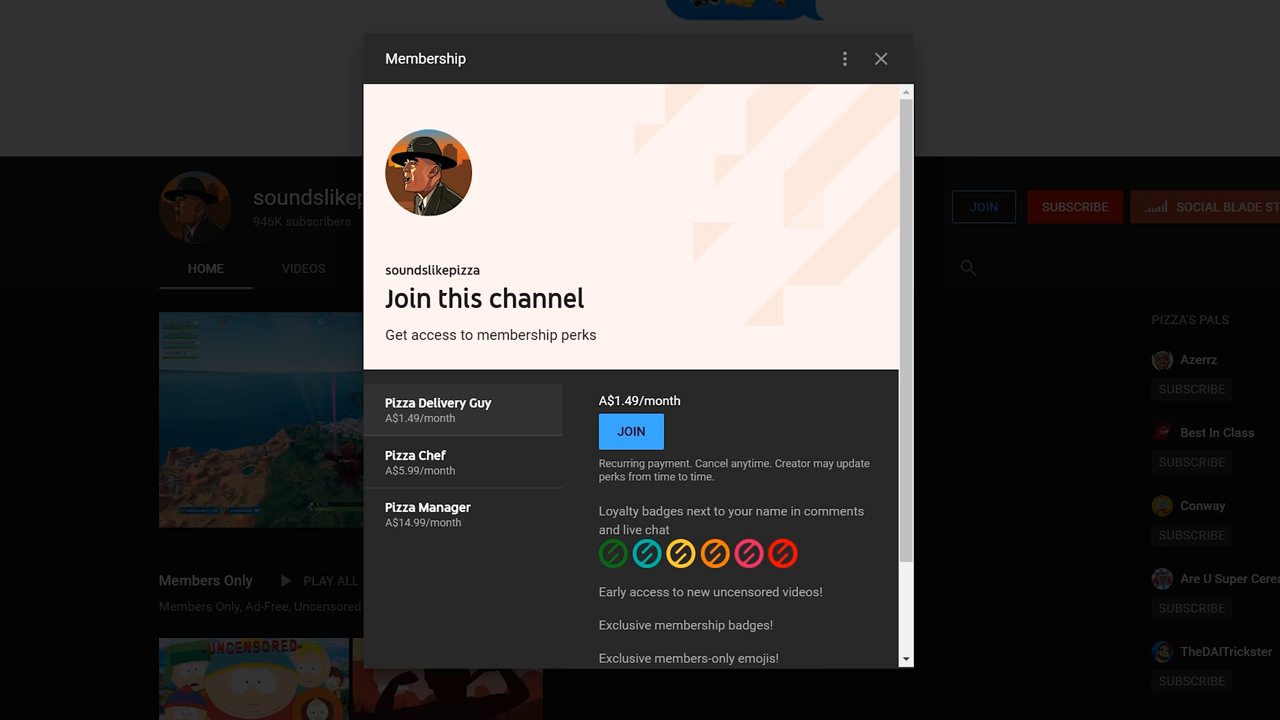 Membership
soundslikep
946K subscribers
JOIN
SUBSCRIBE
SOCIAL BLADE ST
HOME
VIDEOS
soundslikepizza
Join this channel
Get access to membership perks
Pizza Delivery Guy
A$1.49/month
Pizza Chef
A$5.99/month
Pizza Manager
A$14.99/month
A$1.49/month
JOIN
Recurring payment. Cancel anytime. Creator may update
perks from time to time.
Loyalty badges next to your name in comments
and live chat
Early access to new uncensored videos!
Exclusive membership badges!
Exclusive members-only emojis!
Members Only
PLAY ALL
Members Only, Ad-Free, Uncensored
UNCENSORED
PIZZA'S PALS
Azerrz
SUBSCRIBE
Best In Class
SUBSCRIBE
Conway
SUBSCRIBE
Are U Super Cerea
SUBSCRIBE
TheDAITrickster
SUBSCRIBE